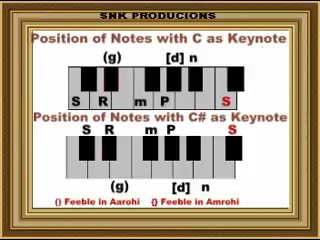 SNK PRODUCIONS
Position of Notes with C as Keynote
(g) [d] n
S R m P S
Position of Notes with C# as Keynote
S R m P S
(g) [d] n
() Feeble in Aarohi {} Feeble in Amrohi